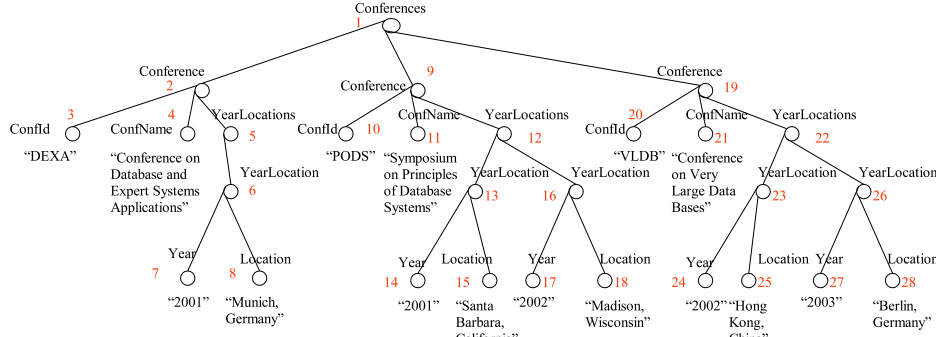 Conferences
1
Conference
2
9
Conference
Conference
19
3
ConfId
“DEXA”
4
ConfName
“Conference on
Database and
Expert Systems
Applications”
YearLocations
5
YearLocation
6
Year
7
“2001”
8
Location
“Munich,
Germany”
ConfId
10
“PODS”
ConfName
11
“Symposium
on Principles
of Database
Systems”
YearLocations
12
YearLocation
13
YearLocation
16
Year
14
“2001”
Location
15
“Santa
Barbara,
Year
17
“2002”
Location
18
“Madison,
Wisconsin”
20
ConfId
“VLDB”
ConfName
21
“Conference
on Very
Large Data
Bases”
YearLocations
22
YearLocation
23
YearLocation
26
Year
24
“2002”
Location
25
“Hong
Kong,
Year
27
“2003”
Location
28
“Berlin,
Germany”